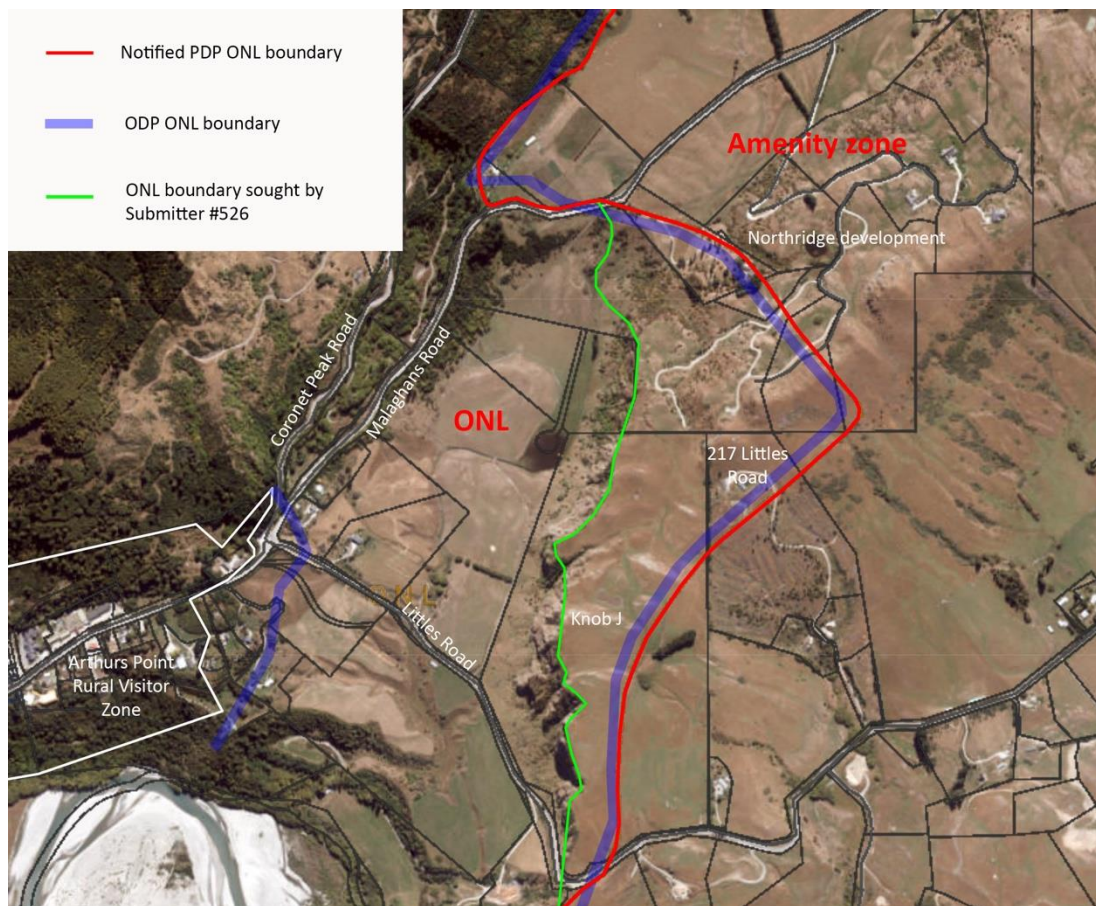 Notified PDP ONL boundary
ODP ONL boundary
ONL boundary sought by
Submitter #526
Amenity zone
Northridge development
Coronet Peak Road
Malaghans Road
ONL
217 Littles
Road
ONL
Littles Road
Knob J
Arthurs Point
Rural Visitor
Zone